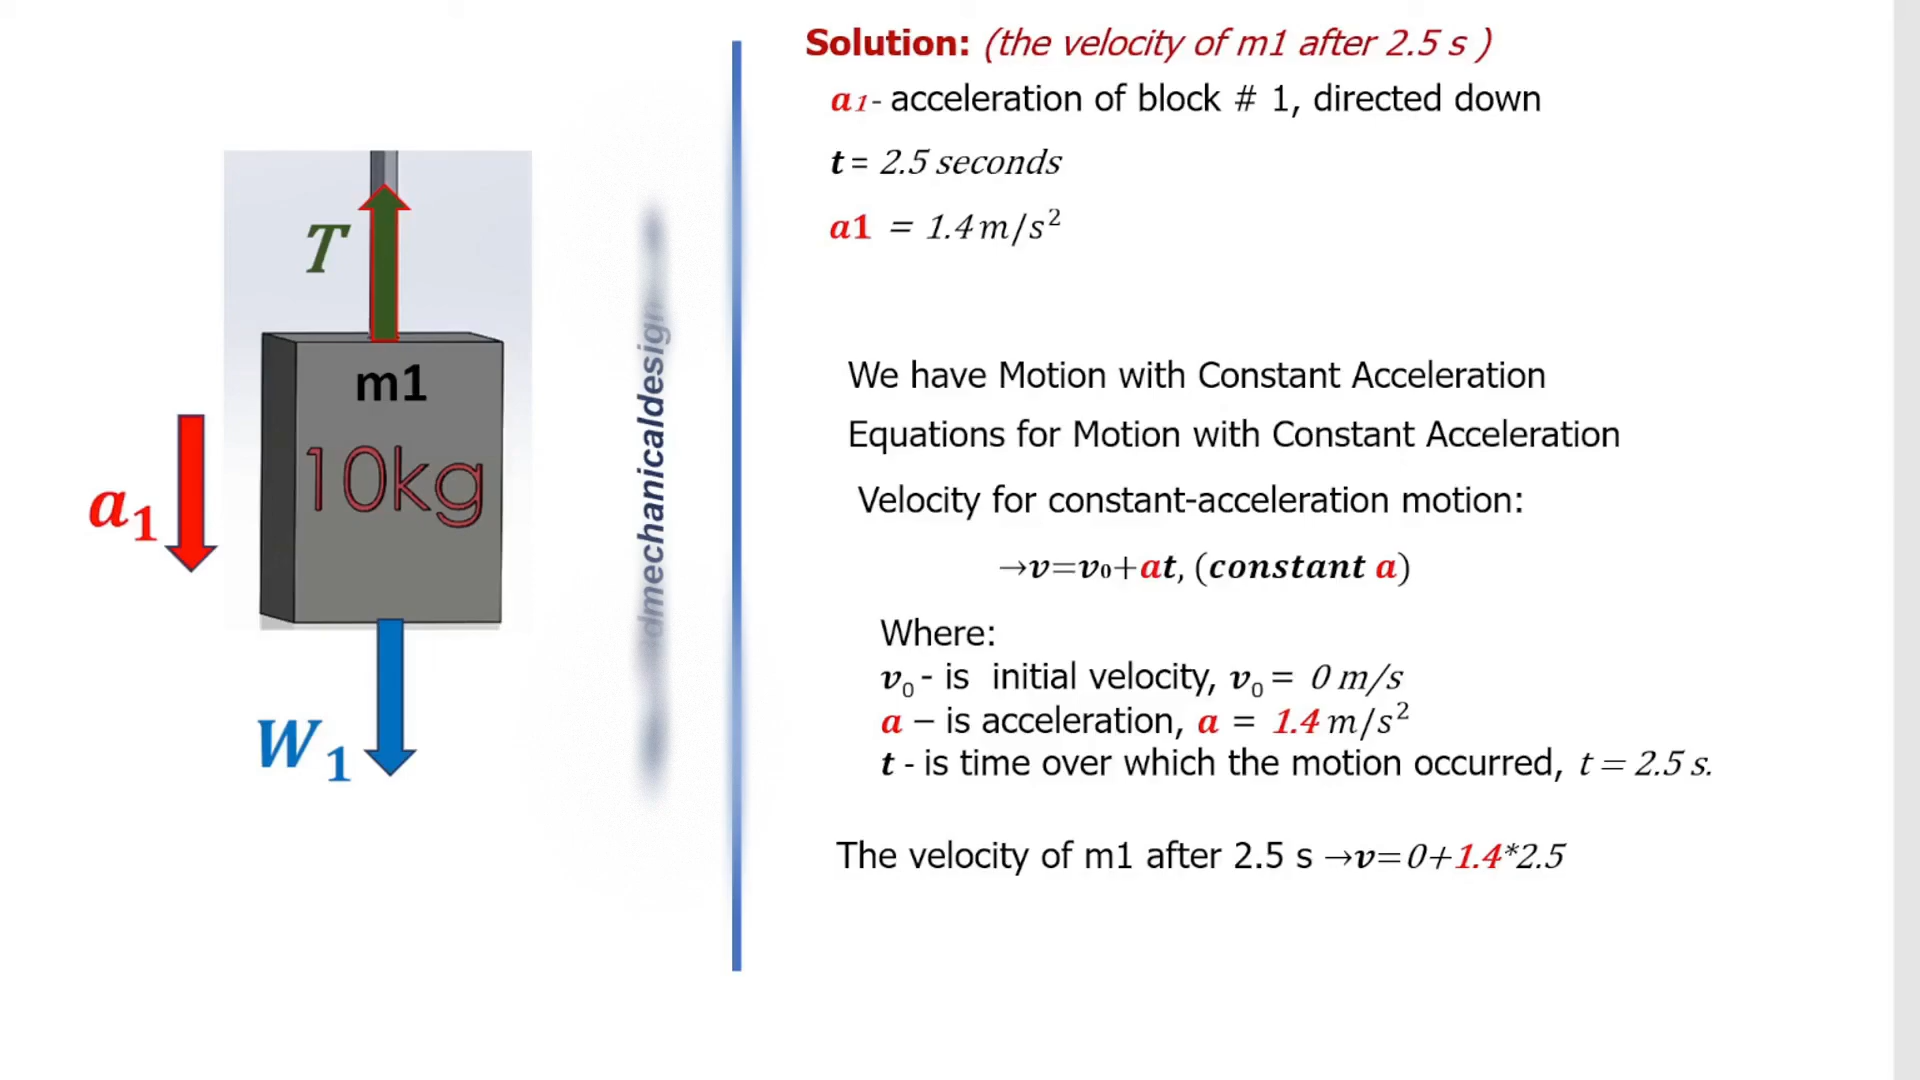 Solution: (the velocity of m1 after 2.5 s )
a1- acceleration of block # 1, directed down
t = 2.5 seconds
a1 = 1.4 m/s²
T
m1
10kg
a₁
W₁
dmechanicaldesign
We have Motion with Constant Acceleration
Equations for Motion with Constant Acceleration
Velocity for constant-acceleration motion:
→v=v₀+at, (constant a)
Where:
v₀ - is initial velocity, v₀ = 0 m/s
a – is acceleration, a = 1.4 m/s²
t - is time over which the motion occurred, t = 2.5 s.
The velocity of m1 after 2.5 s →v=0+1.4*2.5